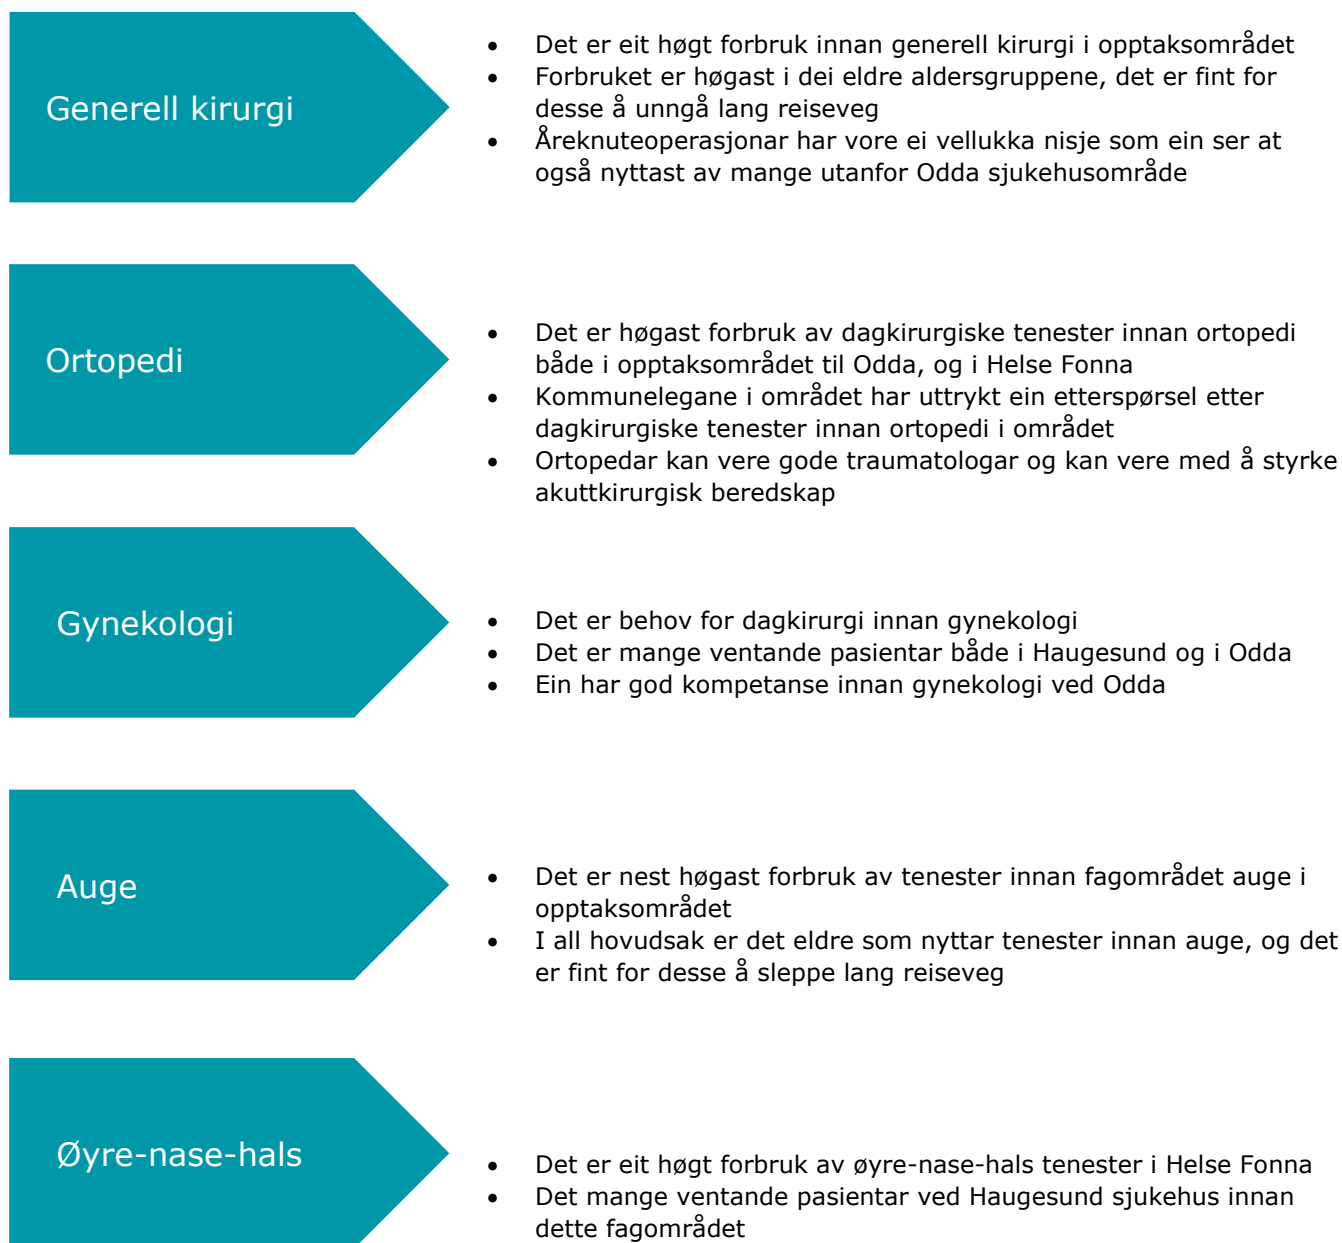 Generell kirurgi
• Det er eit høgt forbruk innan generell kirurgi i opptaksområdet
• Forbruket er høgast i dei eldre aldersgruppene, det er fint for
desse å unngå lang reiseveg
• Åreknuteoperasjonar har vore ei vellukka nisje som ein ser at
også nyttast av mange utanfor Odda sjukehusområde
Ortopedi
• Det er høgast forbruk av dagkirurgiske tenester innan ortopedi
både i opptaksområdet til Odda, og i Helse Fonna
• Kommunelegane i området har uttrykt ein etterspørsel etter
dagkirurgiske tenester innan ortopedi i området
• Ortopedar kan vere gode traumatologar og kan vere med å styrke
akuttkirurgisk beredskap
Gynekologi
• Det er behov for dagkirurgi innan gynekologi
• Det er mange ventande pasientar både i Haugesund og i Odda
• Ein har god kompetanse innan gynekologi ved Odda
Auge
• Det er nest høgast forbruk av tenester innan fagområdet auge i
opptaksområdet
• I all hovudsak er det eldre som nyttar tenester innan auge, og det
er fint for desse å sleppe lang reiseveg
Øyre-nase-hals
• Det er eit høgt forbruk av øyre-nase-hals tenester i Helse Fonna
• Det mange ventande pasientar ved Haugesund sjukehus innan
dette fagområdet